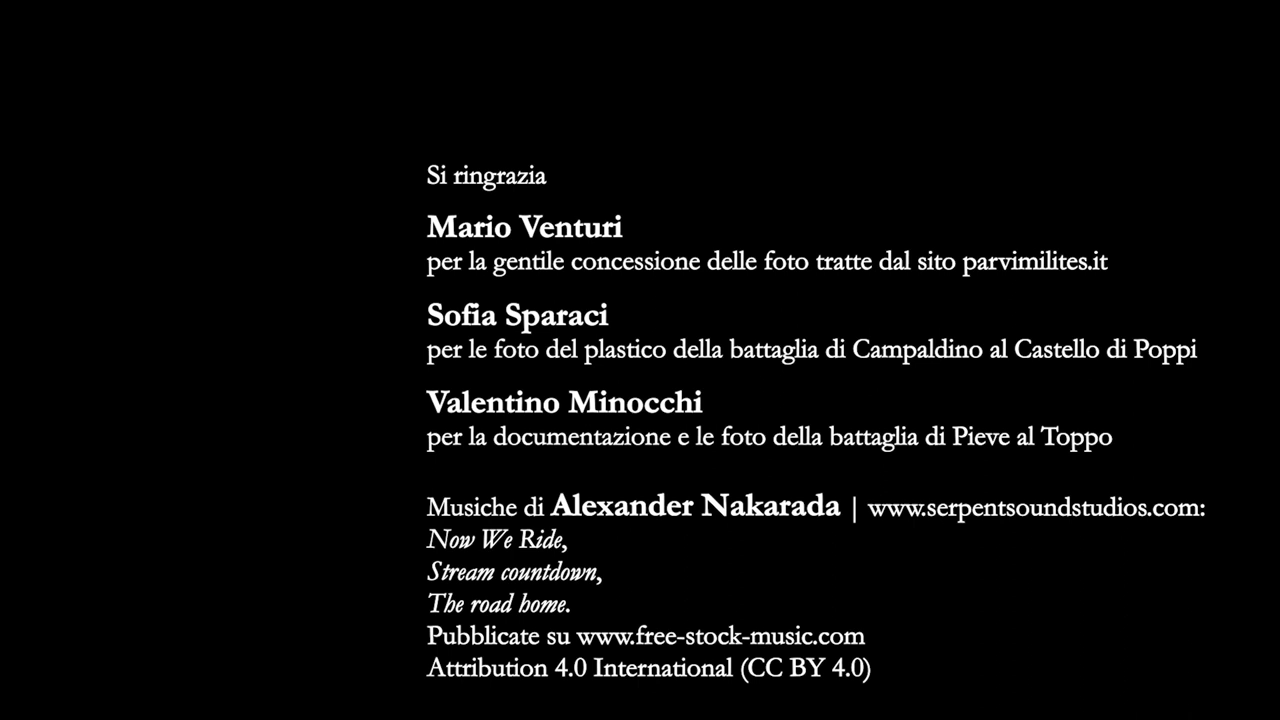 Si ringrazia
Mario Venturi
per la gentile concessione delle foto tratte dal sito parvimilites.it
Sofia Sparaci
per le foto del plastico della battaglia di Campaldino al Castello di Poppi
Valentino Minocchi
per la documentazione e le foto della battaglia di Pieve al Toppo
Musiche di Alexander Nakarada | www.serpentsoundstudios.com:
Now We Ride,
Stream countdown,
The road home.
Pubblicate su www.free-stock-music.com
Attribution 4.0 International (CC BY 4.0)